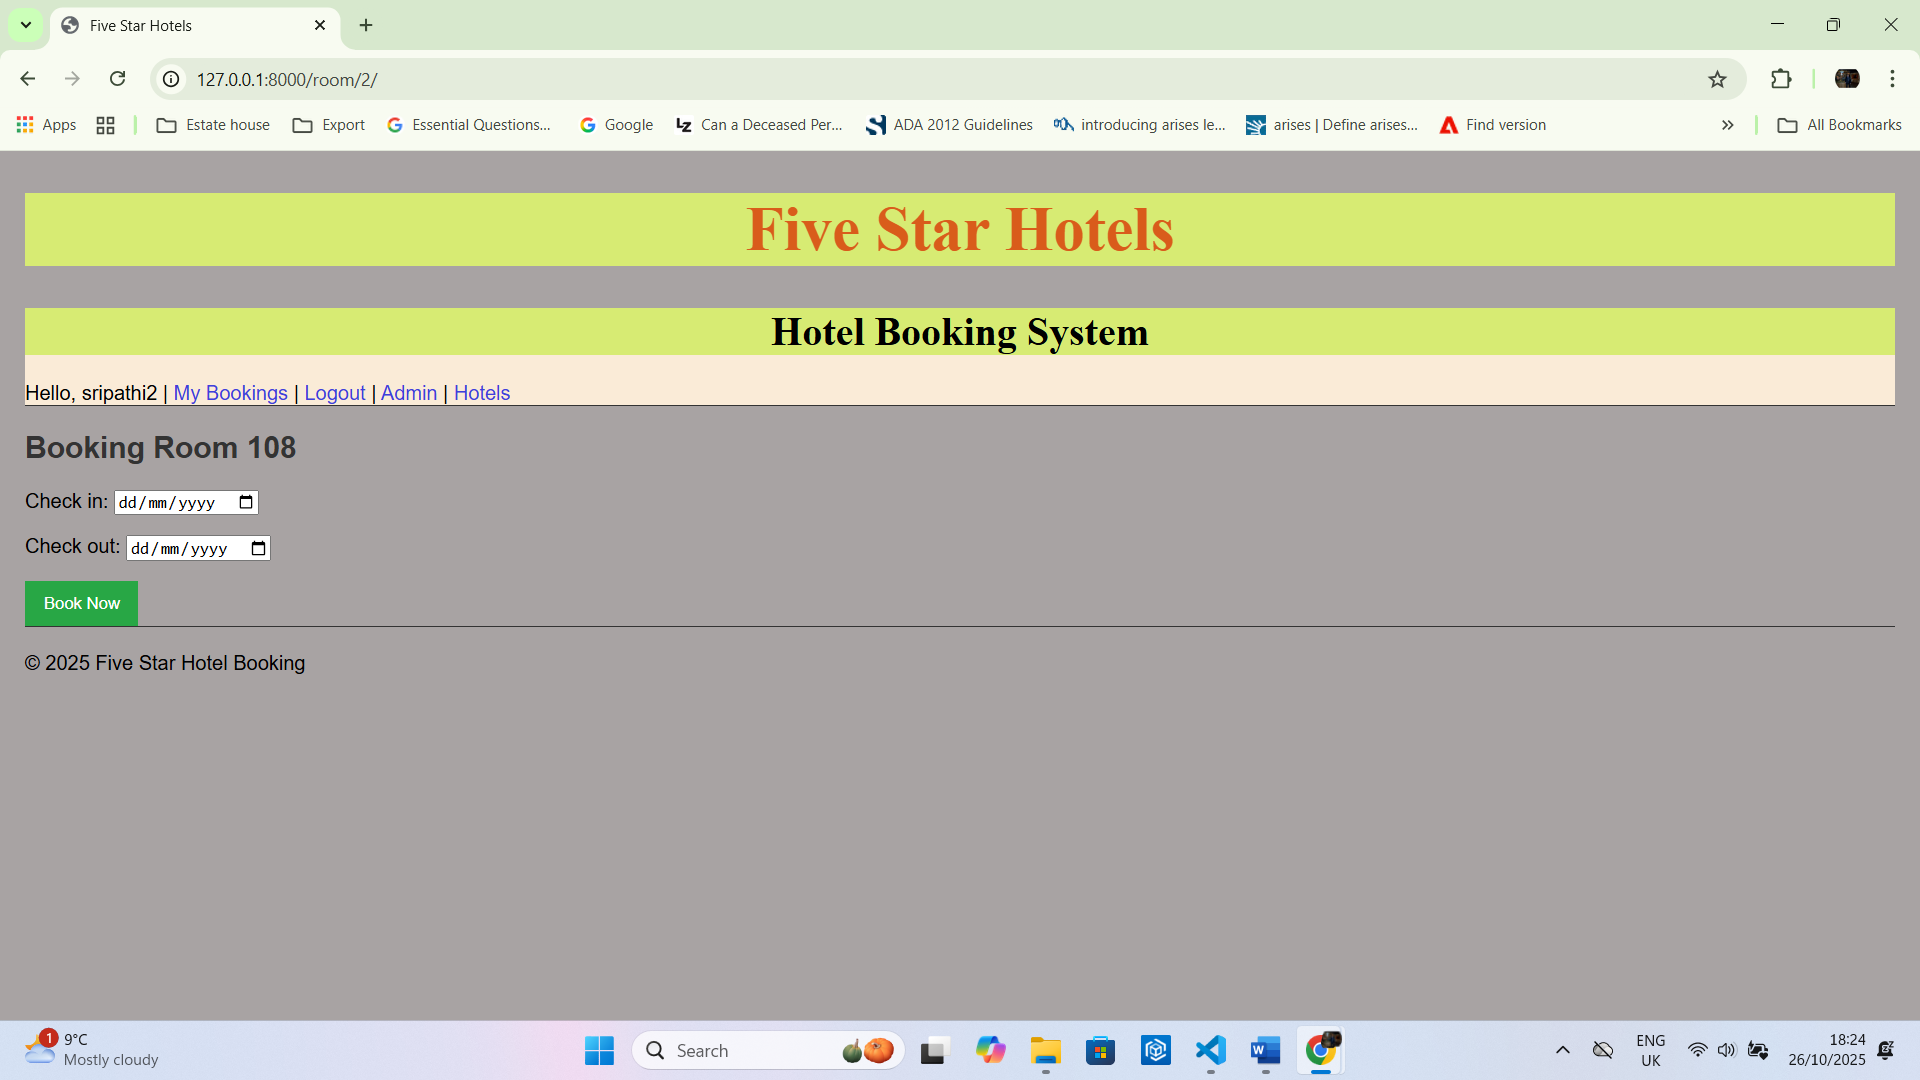 Five Star Hotels
127.0.0.1:8000/room/2/
Apps Estate house Export Essential Questions... Google Can a Deceased Per... ADA 2012 Guidelines introducing arises le... arises | Define arises... Find version » All Bookmarks
Five Star Hotels
Hotel Booking System
Hello, sripathi2 | My Bookings | Logout | Admin | Hotels
Booking Room 108
Check in: dd/mm/yyyy
Check out: dd/mm/yyyy
Book Now
© 2025 Five Star Hotel Booking
1 9°C
Mostly cloudy
Search
ENG
UK
18:24
26/10/2025